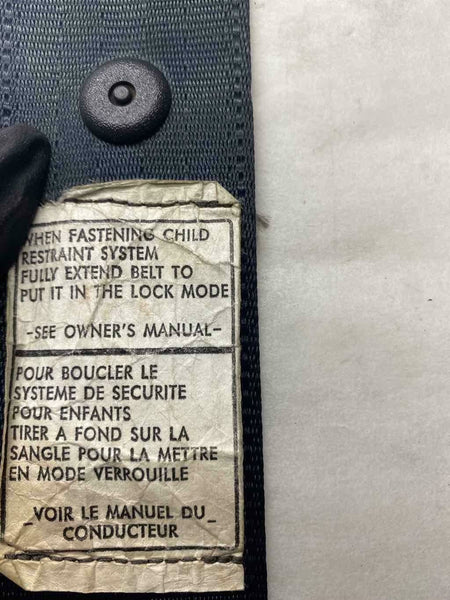 WHEN FASTENING CHILD
RESTRAINT SYSTEM
FULLY EXTEND BELT TO
PUT IT IN THE LOCK MODE
-SEE OWNER'S MANUAL-
POUR BOUCLER LE
SYSTEME DE SECURITE
POUR ENFANTS
TIRER A FOND SUR LA
SANGLE POUR LA METTRE
EN MODE VERROUILLE
_VOIR LE MANUEL DU_
CONDUCTEUR